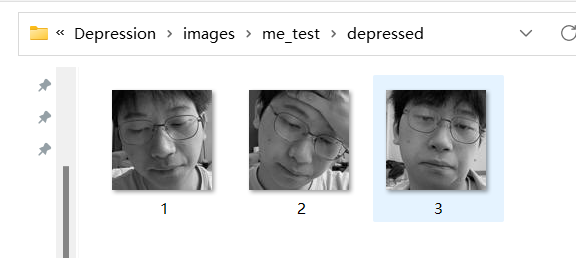 « Depression > images > me_test > depressed
1 2 3